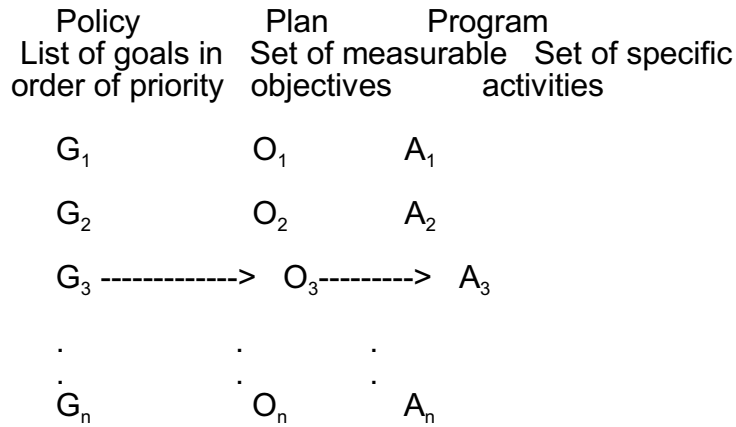 Policy Plan Program
List of goals in Set of measurable Set of specific
order of priority objectives activities
G₁ O₁ A₁
G₂ O₂ A₂
G₃ -------------> O₃---------> A₃
. . .
. . .
Gₙ Oₙ Aₙ